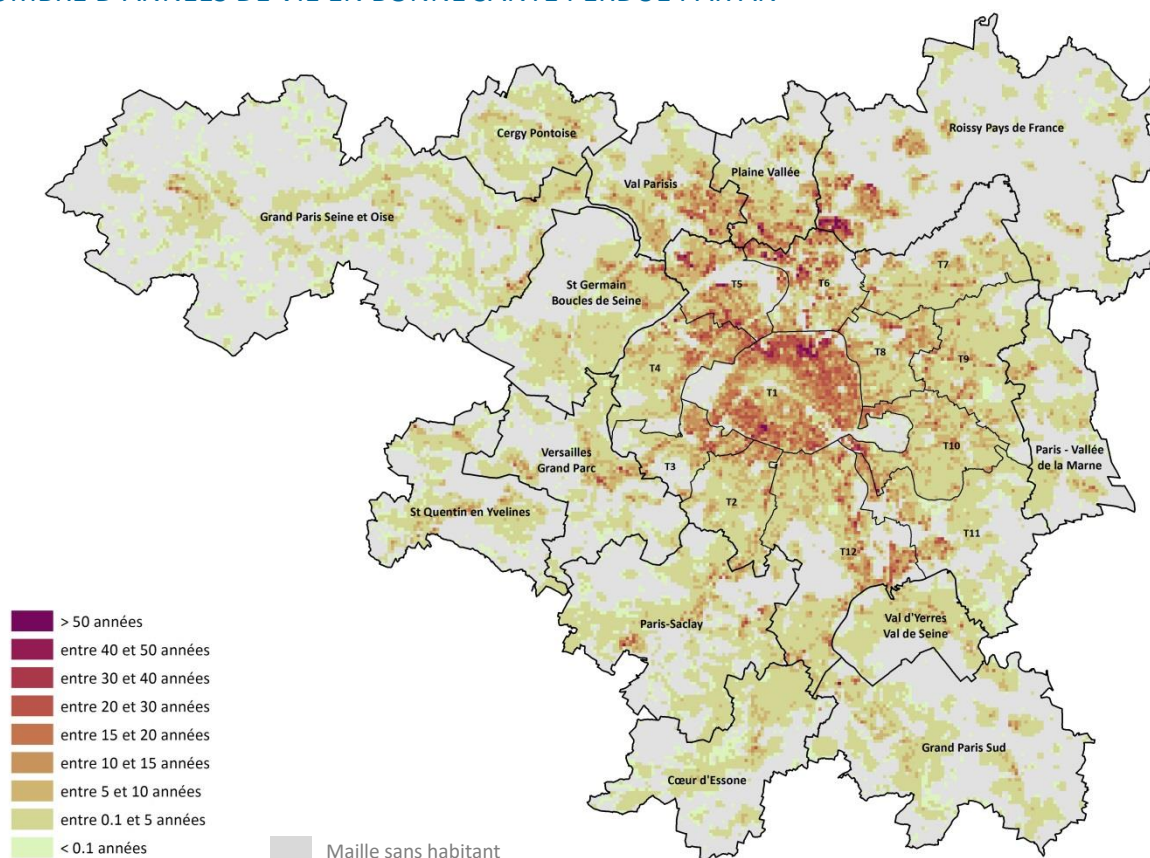 Cergy Pontoise
Roissy Pays de France
Plaine Vallée
Val Parisis
Grand Paris Seine et Oise
T7
St Germain
Boucles de Seine
T5
T6
T8
T9
T4
T1
T10
Paris - Vallée
de la Marne
Versailles
Grand Parc
T3
T2
St Quentin en Yvelines
T11
T12
Paris-Saclay
Val d'Yerres
Val de Seine
Grand Paris Sud
Cœur d'Essone
> 50 années
entre 40 et 50 années
entre 30 et 40 années
entre 20 et 30 années
entre 15 et 20 années
entre 10 et 15 années
entre 5 et 10 années
entre 0.1 et 5 années
< 0.1 années
Maille sans habitant